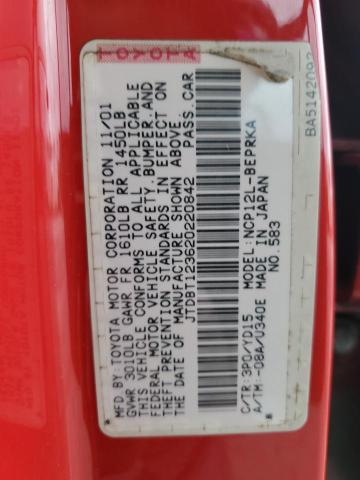 TOYOTA
MFD.BY:TOYOTA MOTOR CORPORATION 11/01
GVWR 3010LB GAWR FR 1610LB RR 1450LB
THIS VEHICLE CONFORMS TO ALL APPLICABLE
FEDERAL MOTOR VEHICLE SAFETY,BUMPER,AND
THEFT PREVENTION STANDARDS IN EFFECT ON
THE DATE OF MANUFACTURE SHOWN ABOVE.
JTDBT123620220842 PASS.CAR
C/TR:3P0/YD15 MODEL:NCP12L-BEPRKA
A/TM:-08A/U340E MADE IN JAPAN
* NO.583
BA5142092